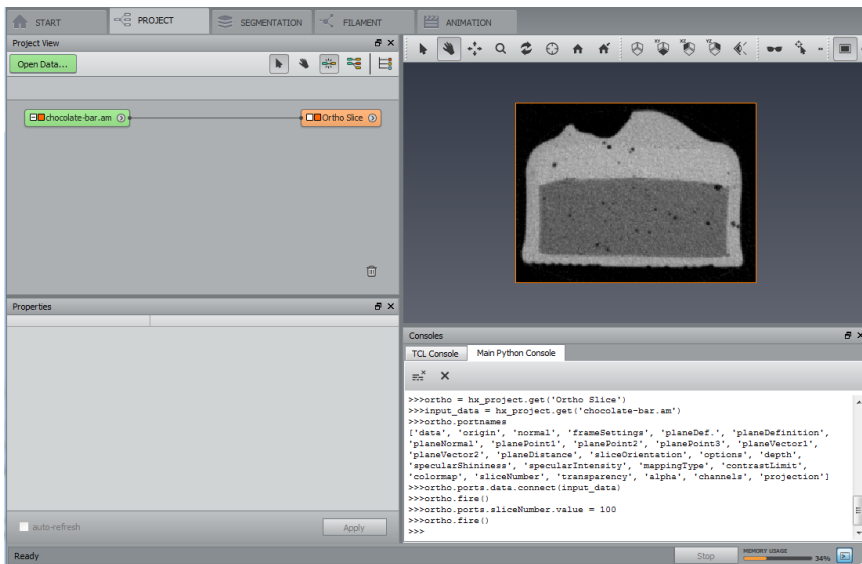 START
PROJECT
SEGMENTATION
FILAMENT
ANIMATION
Project View
Open Data...
chocolate-bar.am
Ortho Slice
XY
XZ
YZ
Properties
auto-refresh
Apply
Consoles
TCL Console
Main Python Console
>>>ortho = hx_project.get('Ortho Slice')
>>>input_data = hx_project.get('chocolate-bar.am')
>>>ortho.portnames
['data', 'origin', 'normal', 'frameSettings', 'planeDef.', 'planeDefinition',
'planeNormal', 'planePoint1', 'planePoint2', 'planePoint3', 'planeVector1',
'planeVector2', 'planeDistance', 'sliceOrientation', 'options', 'depth',
'specularShininess', 'specularIntensity', 'mappingType', 'contrastLimit',
'colormap', 'sliceNumber', 'transparency', 'alpha', 'channels', 'projection']
>>>ortho.ports.data.connect(input_data)
>>>ortho.fire()
>>>ortho.ports.sliceNumber.value = 100
>>>ortho.fire()
>>>
Ready
Stop
MEMORY USAGE
34%